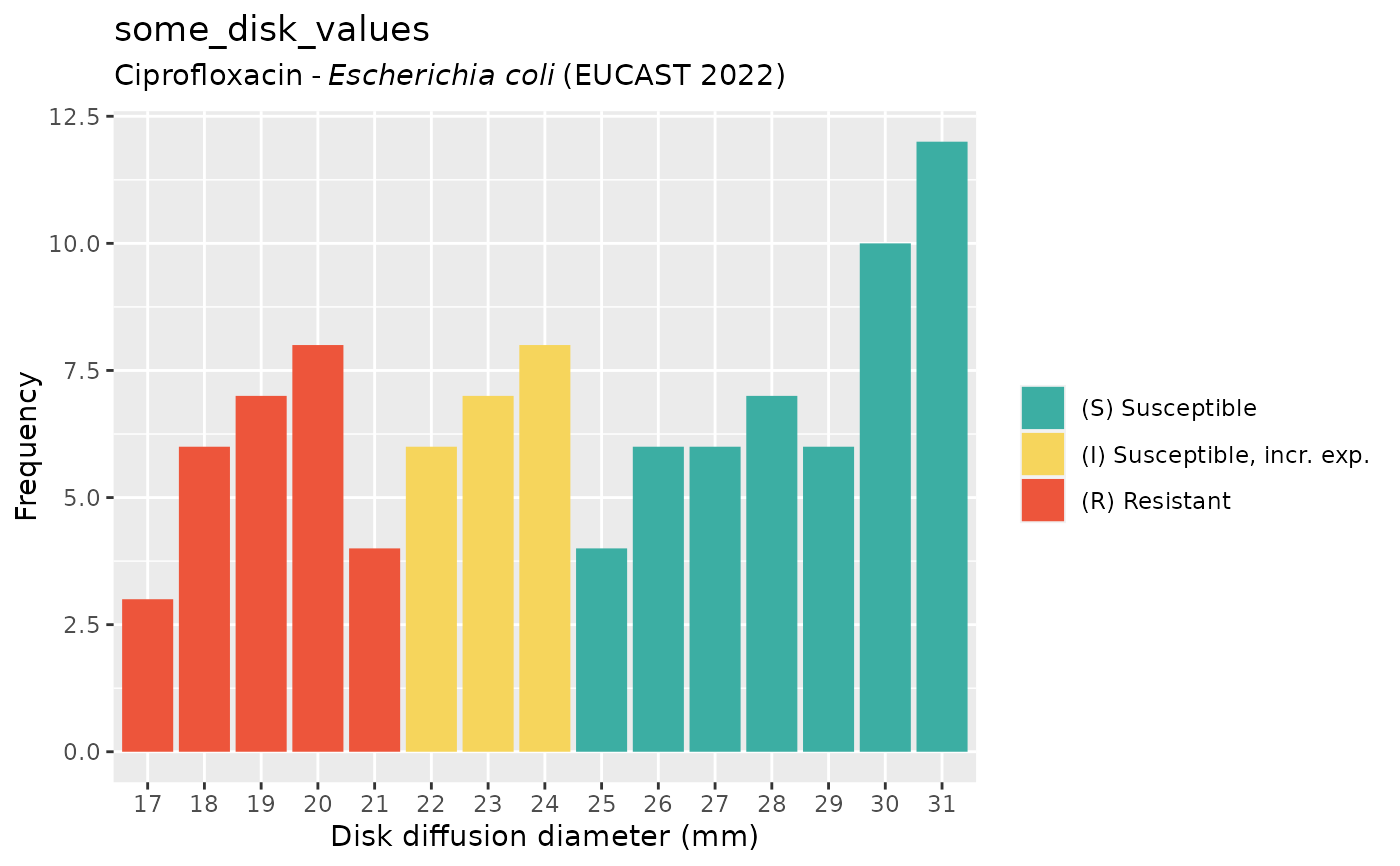 some_disk_values
Ciprofloxacin - Escherichia coli (EUCAST 2022)
Frequency
12.5
10.0
7.5
5.0
2.5
0.0
17 18 19 20 21 22 23 24 25 26 27 28 29 30 31
Disk diffusion diameter (mm)
(S) Susceptible
(I) Susceptible, incr. exp.
(R) Resistant